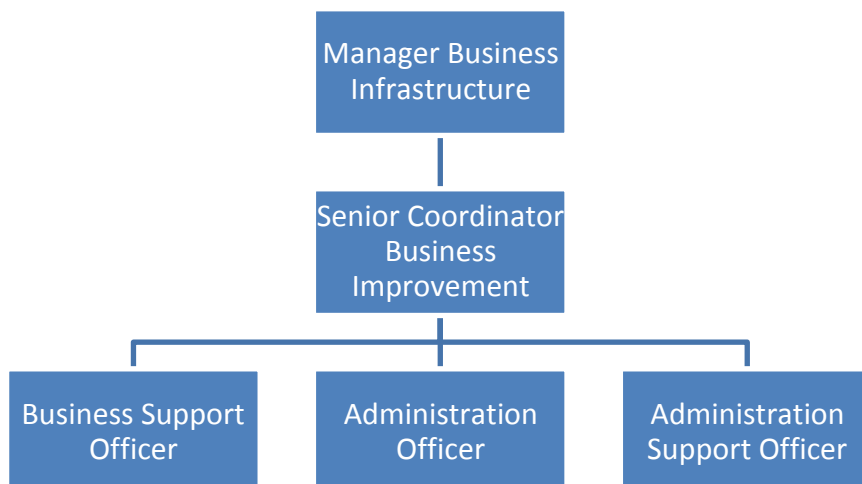 Manager Business
Infrastructure
Senior Coordinator
Business
Improvement
Business Support
Officer
Administration
Officer
Administration
Support Officer